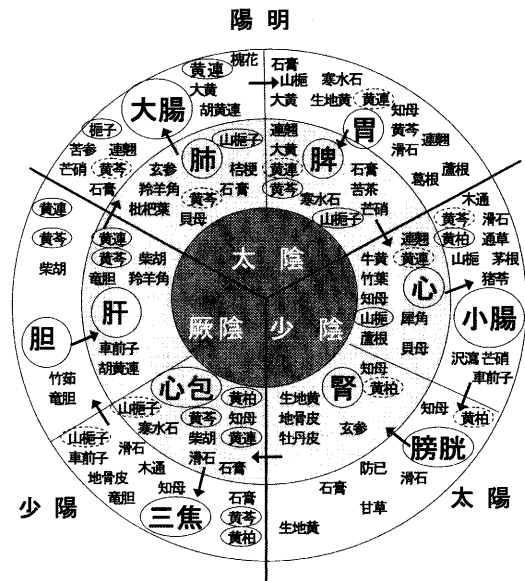 陽明
黄連
槐花
大黄
胡黄連
大腸
梔子
苦参
連翹
芒硝
黄芩
石膏
石膏
山梔
寒水石
大黄
生地黄
黄連
知母
胃
黄芩
滑石
連翹
葛根
蘆根
肺
山梔子
玄参
桔梗
羚羊角
黄芩
石膏
枇杷葉
貝母
連翹
大黄
黄連
黄芩
脾
石膏
苦茶
寒水石
芒硝
山梔子
太陰
厥陰
少陰
黄連
黄芩
柴胡
胆
竹茹
竜胆
黄連
黄芩
柴胡
竜胆
羚羊角
肝
車前子
胡黄連
連翹
牛黄
黄連
竹葉
心
知母
山梔
犀角
蘆根
貝母
木通
黄芩
滑石
黄柏
通草
山梔
茅根
猪苓
小腸
沢瀉
芒硝
車前子
心包
山梔子
黄柏
黄芩
知母
寒水石
柴胡
黄連
滑石
石膏
腎
知母
黄柏
生地黄
地骨皮
牡丹皮
玄参
知母
黄柏
膀胱
防已
滑石
石膏
甘草
生地黄
太陽
山梔子
車前子
滑石
地骨皮
木通
竜胆
知母
三焦
石膏
黄芩
黄柏
少陽